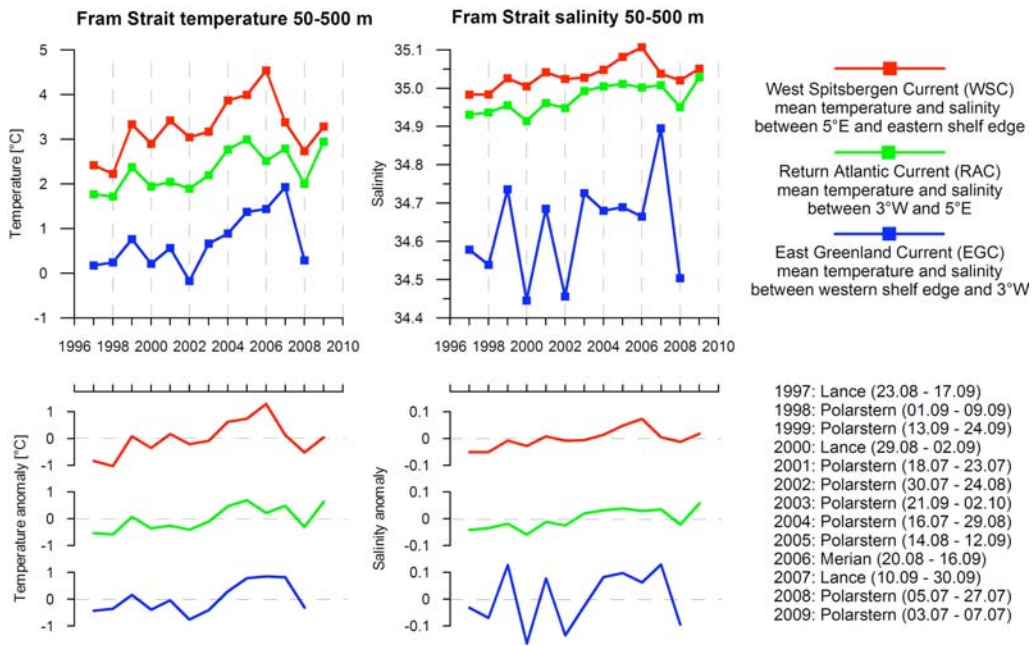 Fram Strait temperature 50-500 m
Fram Strait salinity 50-500 m
Temperature [°C]
5
4
3
2
1
0
-1
1996 1998 2000 2002 2004 2006 2008 2010
Salinity
35.1
35.0
34.9
34.7
34.6
34.5
34.4
1996 1998 2000 2002 2004 2006 2008 2010
West Spitsbergen Current (WSC)
mean temperature and salinity
between 5°E and eastern shelf edge
Return Atlantic Current (RAC)
mean temperature and salinity
between 3°W and 5°E
East Greenland Current (EGC)
mean temperature and salinity
between western shelf edge and 3°W
Temperature anomaly [°C]
1
0
-1
1
0
-1
1
0
-1
Salinity anomaly
0.1
0
-0.1
0.1
0
-0.1
0.1
0
-0.1
1997: Lance (23.08 - 17.09)
1998: Polarstern (01.09 - 09.09)
1999: Polarstern (13.09 - 24.09)
2000: Lance (29.08 - 02.09)
2001: Polarstern (18.07 - 23.07)
2002: Polarstern (30.07 - 24.08)
2003: Polarstern (21.09 - 02.10)
2004: Polarstern (16.07 - 29.08)
2005: Polarstern (14.08 - 12.09)
2006: Merian (20.08 - 16.09)
2007: Lance (10.09 - 30.09)
2008: Polarstern (05.07 - 27.07)
2009: Polarstern (03.07 - 07.07)